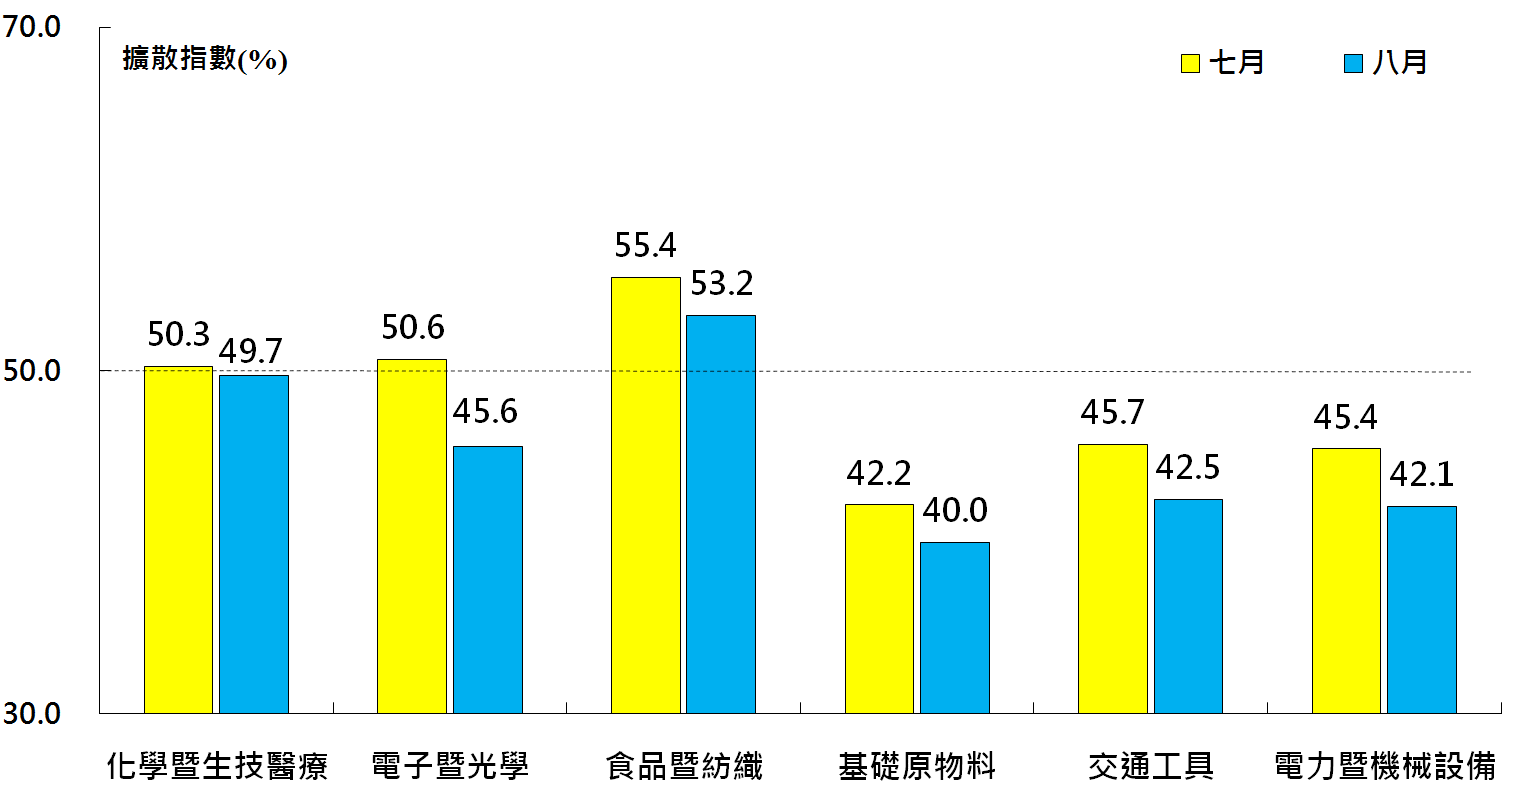 70.0
擴散指數(%)
七月
八月
55.4
53.2
50.3
49.7
50.6
50.0
45.6
45.7
45.4
42.2
42.5
42.1
40.0
30.0
化學暨生技醫療
電子暨光學
食品暨紡織
基礎原物料
交通工具
電力暨機械設備